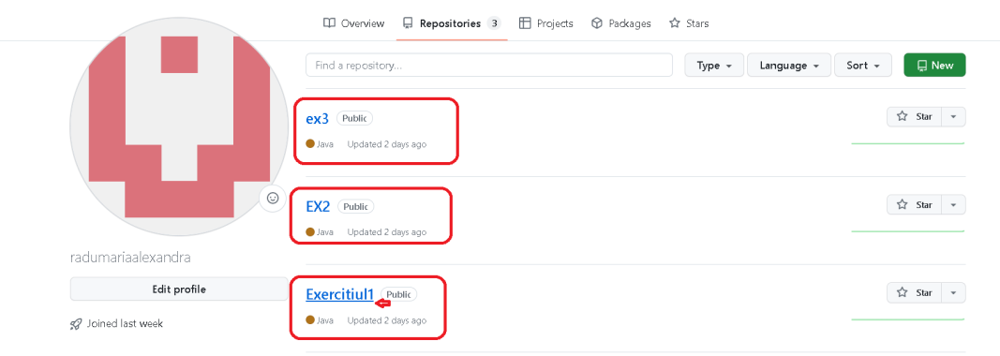 Overview Repositories 3 Projects Packages Stars
Find a repository... Type Language Sort New
ex3 Public Star
Java Updated 2 days ago
EX2 Public Star
Java Updated 2 days ago
radumariaalexandra
Edit profile
Exercitiul1 Public Star
Java Updated 2 days ago
Joined last week